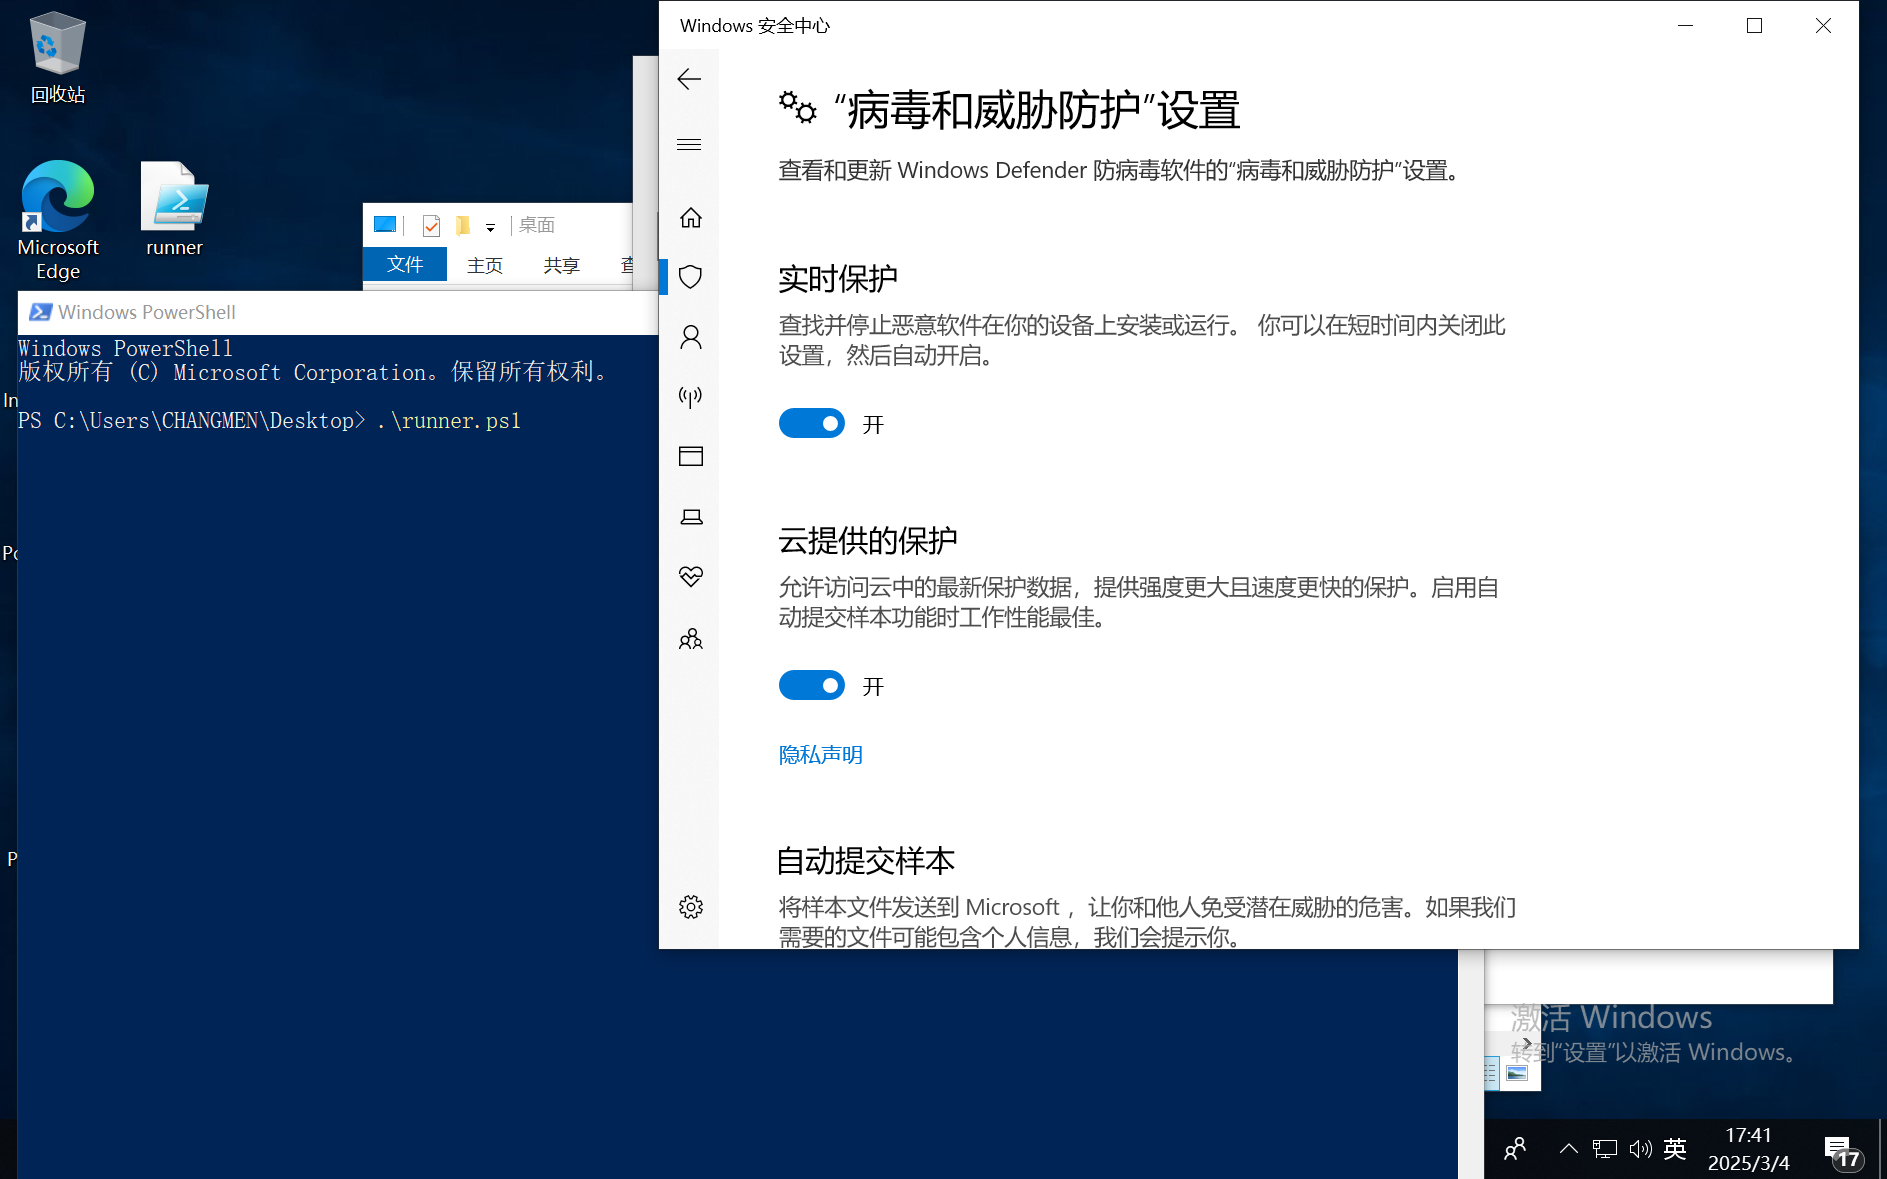 回收站
Microsoft
Edge
runner
桌面
文件
主页
共享
Windows PowerShell
Windows PowerShell
版权所有 (C) Microsoft Corporation。保留所有权利。
PS C:\Users\CHANGMEN\Desktop> .\runner.ps1
In
Po
P
Windows 安全中心
“病毒和威胁防护”设置
查看和更新 Windows Defender 防病毒软件的“病毒和威胁防护”设置。
实时保护
查找并停止恶意软件在你的设备上安装或运行。 你可以在短时间内关闭此
设置，然后自动开启。
开
云提供的保护
允许访问云中的最新保护数据，提供强度更大且速度更快的保护。启用自
动提交样本功能时工作性能最佳。
开
隐私声明
自动提交样本
将样本文件发送到 Microsoft ，让你和他人免受潜在威胁的危害。如果我们
需要的文件可能包含个人信息，我们会提示你。
激活 Windows
转到“设置”以激活 Windows。
英
17:41
2025/3/4
17